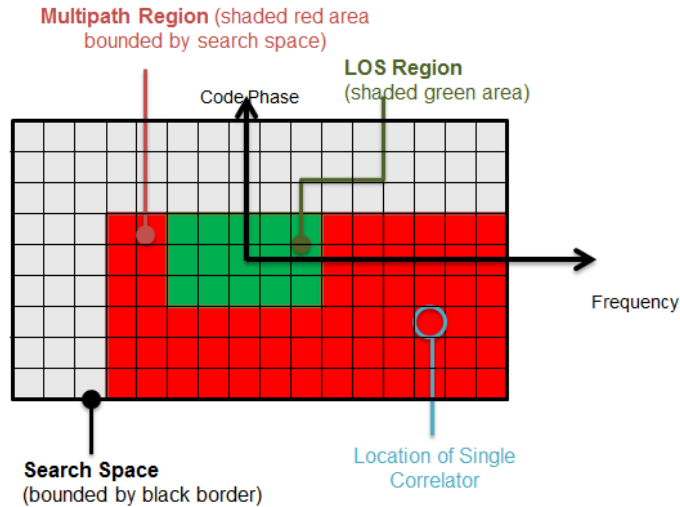 Multipath Region (shaded red area
bounded by search space)
LOS Region
(shaded green area)
Code Phase
Frequency
Location of Single
Correlator
Search Space
(bounded by black border)